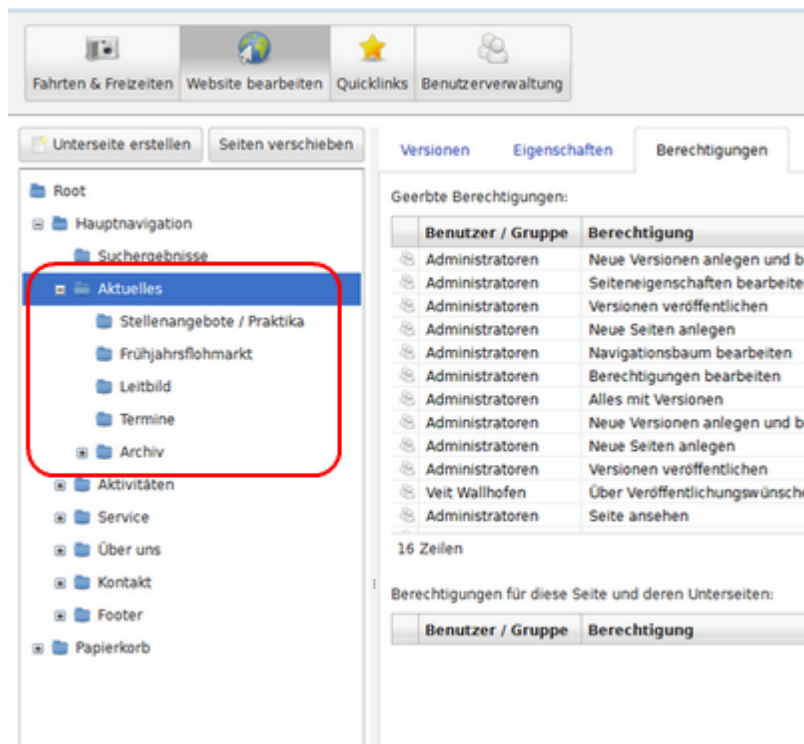 Fahrten & Freizeiten Website bearbeiten Quicklinks Benutzerverwaltung
Unterseite erstellen Seiten verschieben
Root
Hauptnavigation
Suchergebnisse
Aktuelles
Stellenangebote / Praktika
Frühjahrsflohmarkt
Leitbild
Termine
Archiv
Aktivitäten
Service
Über uns
Kontakt
Footer
Papierkorb
Versionen Eigenschaften Berechtigungen
Geerbte Berechtigungen:
Benutzer / Gruppe Berechtigung
Administratoren Neue Versionen anlegen und b
Administratoren Seiteneigenschaften bearbeite
Administratoren Versionen veröffentlichen
Administratoren Neue Seiten anlegen
Administratoren Navigationsbaum bearbeiten
Administratoren Berechtigungen bearbeiten
Administratoren Alles mit Versionen
Administratoren Neue Versionen anlegen und b
Administratoren Neue Seiten anlegen
Administratoren Versionen veröffentlichen
Veit Wallhofen Über Veröffentlichungswünsche
Administratoren Seite ansehen
16 Zeilen
Berechtigungen für diese Seite und deren Unterseiten:
Benutzer / Gruppe Berechtigung